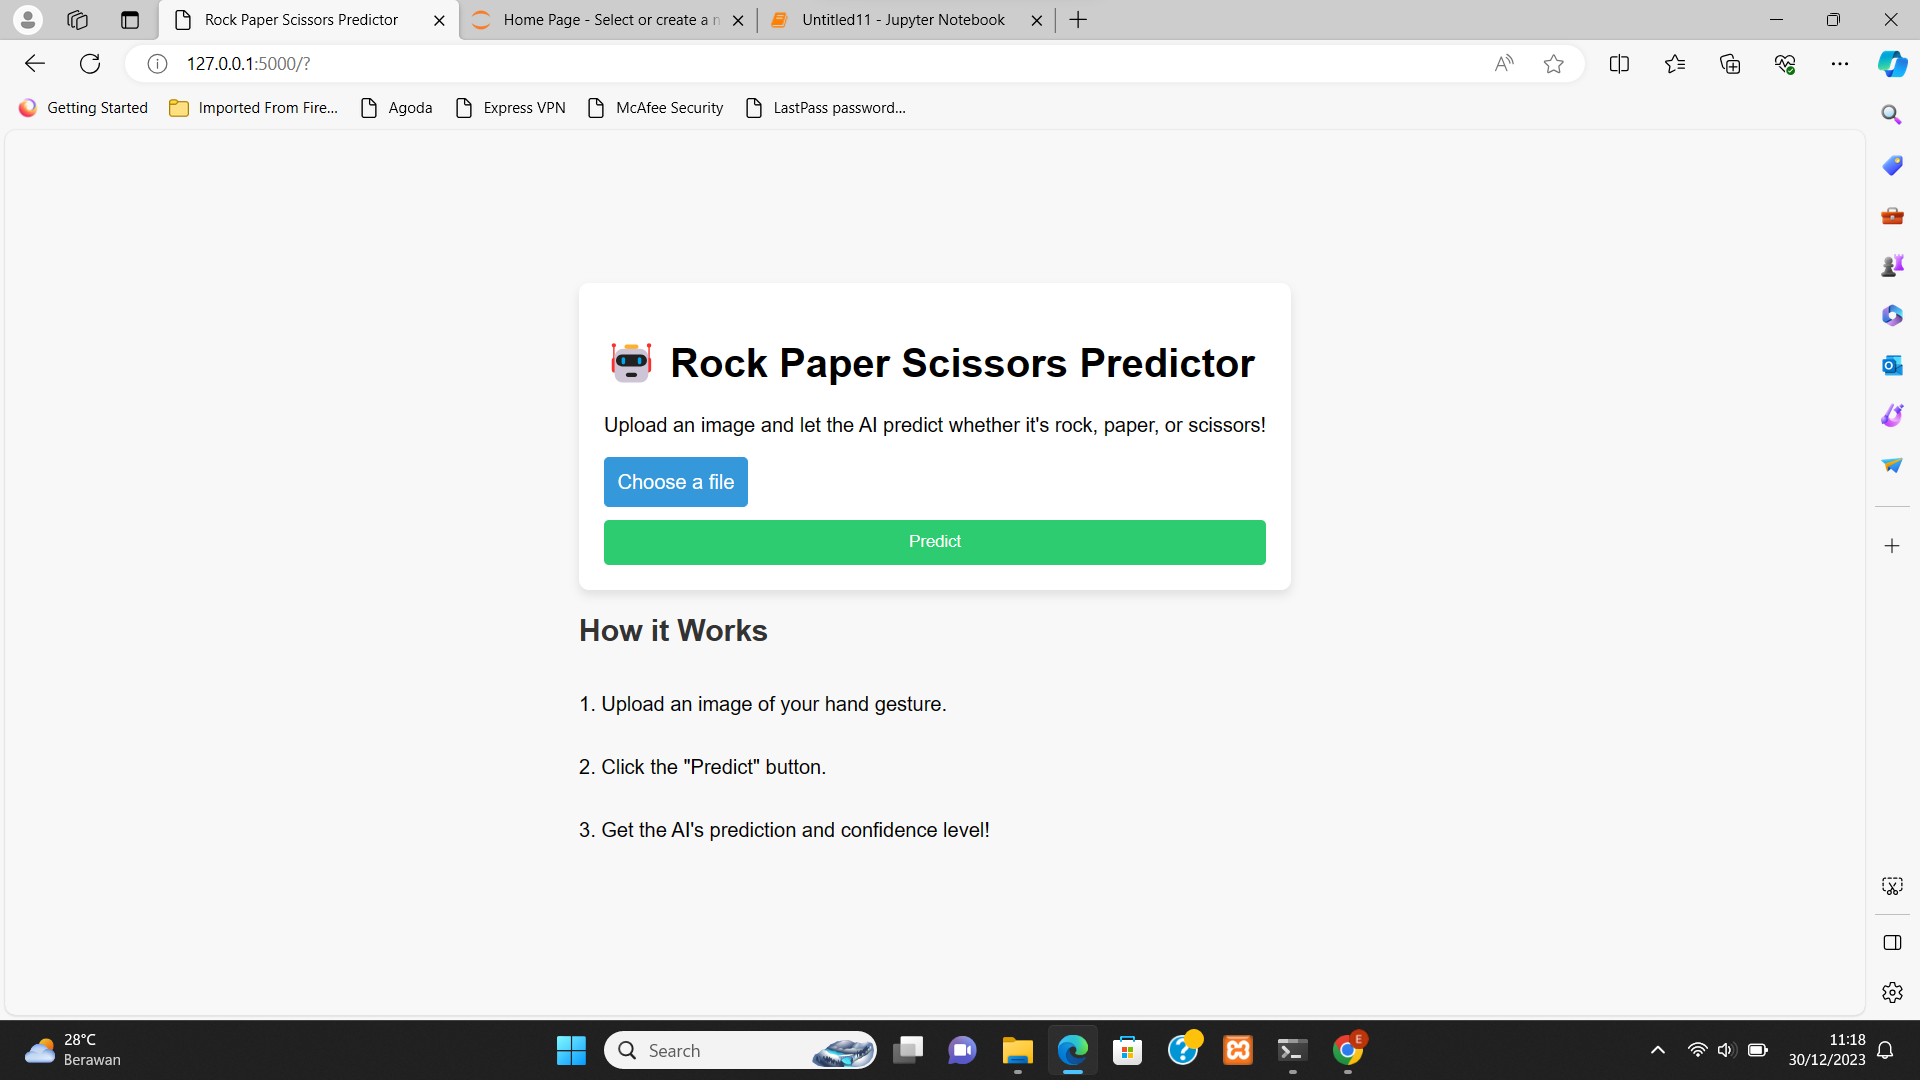 Rock Paper Scissors Predictor
Home Page - Select or create a n
Untitled11 - Jupyter Notebook
127.0.0.1:5000/?
Getting Started
Imported From Fire...
Agoda
Express VPN
McAfee Security
LastPass password...
Rock Paper Scissors Predictor
Upload an image and let the AI predict whether it's rock, paper, or scissors!
Choose a file
Predict
How it Works
1. Upload an image of your hand gesture.
2. Click the "Predict" button.
3. Get the AI's prediction and confidence level!
28°C
Berawan
Search
E
11:18
30/12/2023